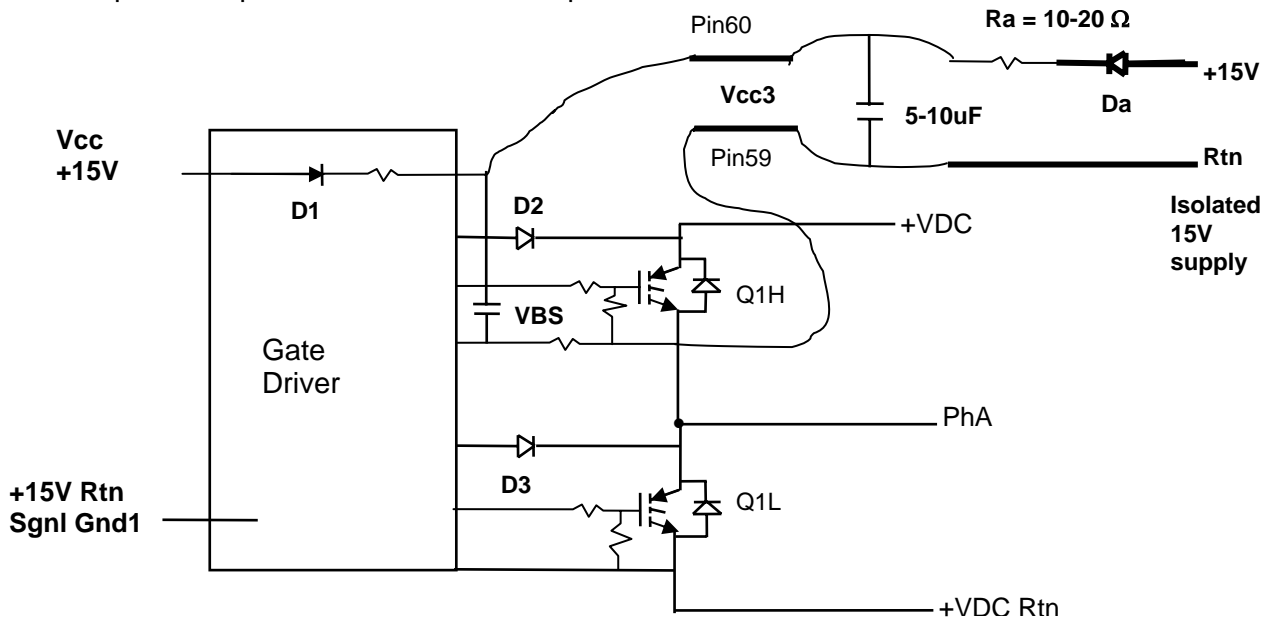 Pin60
Ra = 10-20 Ω
+15V
Vcc3
Da
5-10uF
Vcc
+15V
Pin59
Rtn
D1
D2
Isolated
15V
supply
+VDC
Q1H
VBS
Gate
Driver
PhA
D3
+15V Rtn
Sgnl Gnd1
Q1L
+VDC Rtn